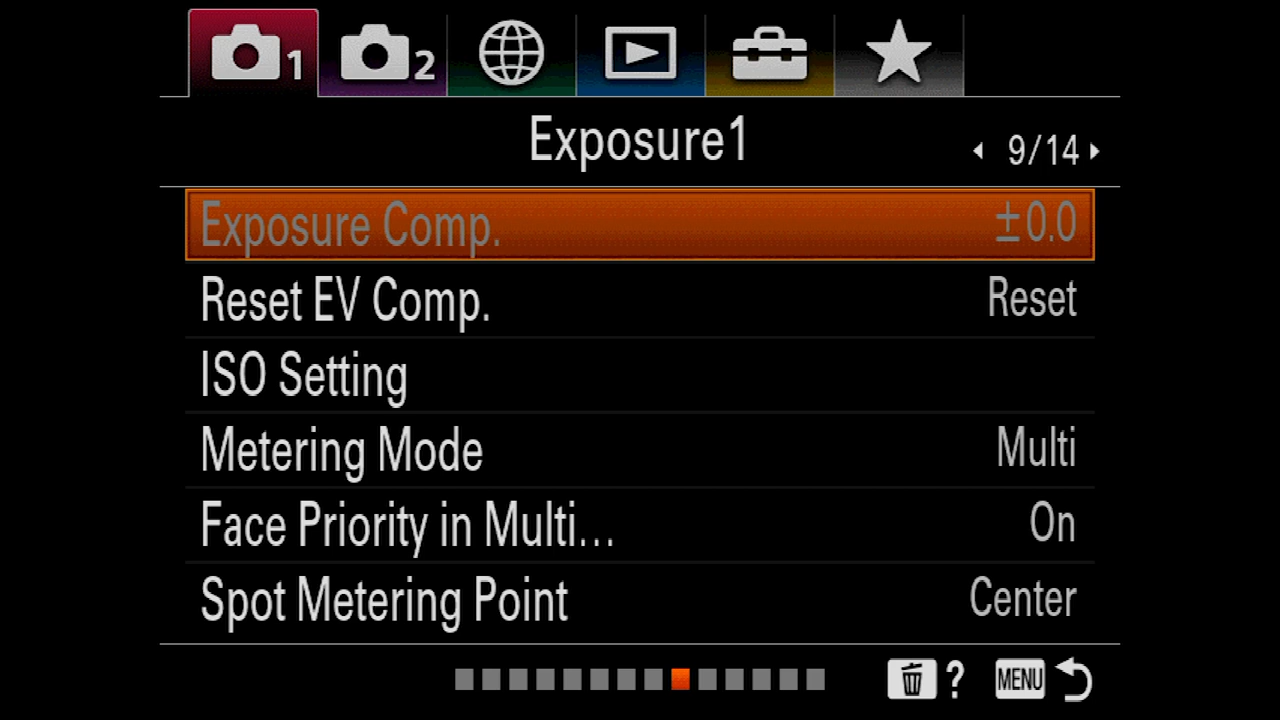 1 2
Exposure1 9/14
Exposure Comp. ±0.0
Reset EV Comp. Reset
ISO Setting
Metering Mode Multi
Face Priority in Multi... On
Spot Metering Point Center
? MENU